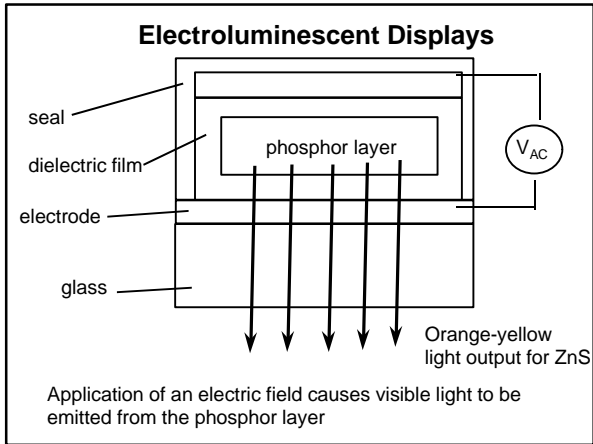 Electroluminescent Displays
seal
phosphor layer
V_AC
dielectric film
electrode
glass
Orange-yellow
light output for ZnS
Application of an electric field causes visible light to be
emitted from the phosphor layer